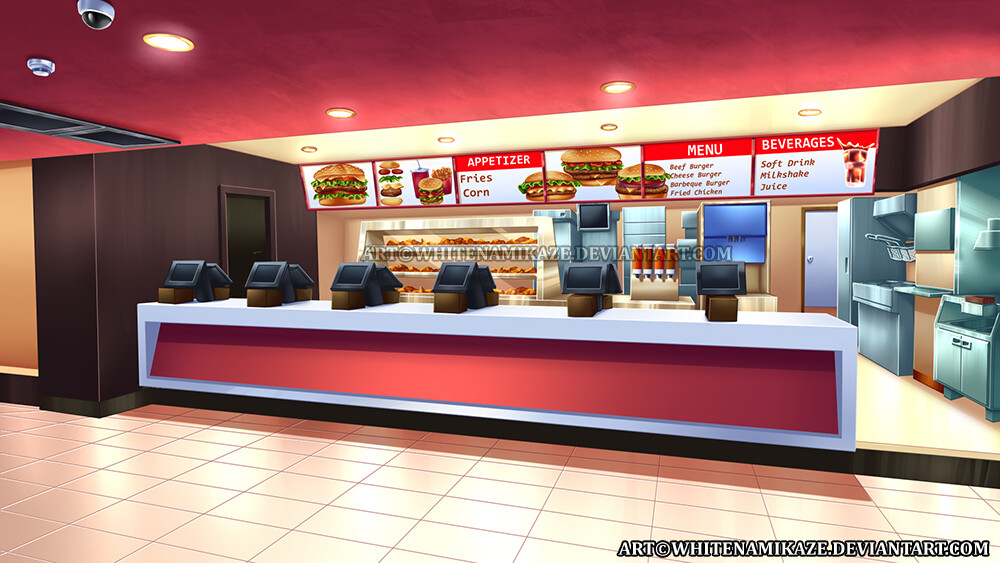 APPETIZER
Fries
Corn
MENU
Beef Burger
Cheese Burger
Barbeque Burger
Fried Chicken
BEVERAGES
Soft Drink
Milkshake
Juice
ART©WHITENAMIKAZE.DEVIANTART.COM
ART©WHITENAMIKAZE.DEVIANTART.COM